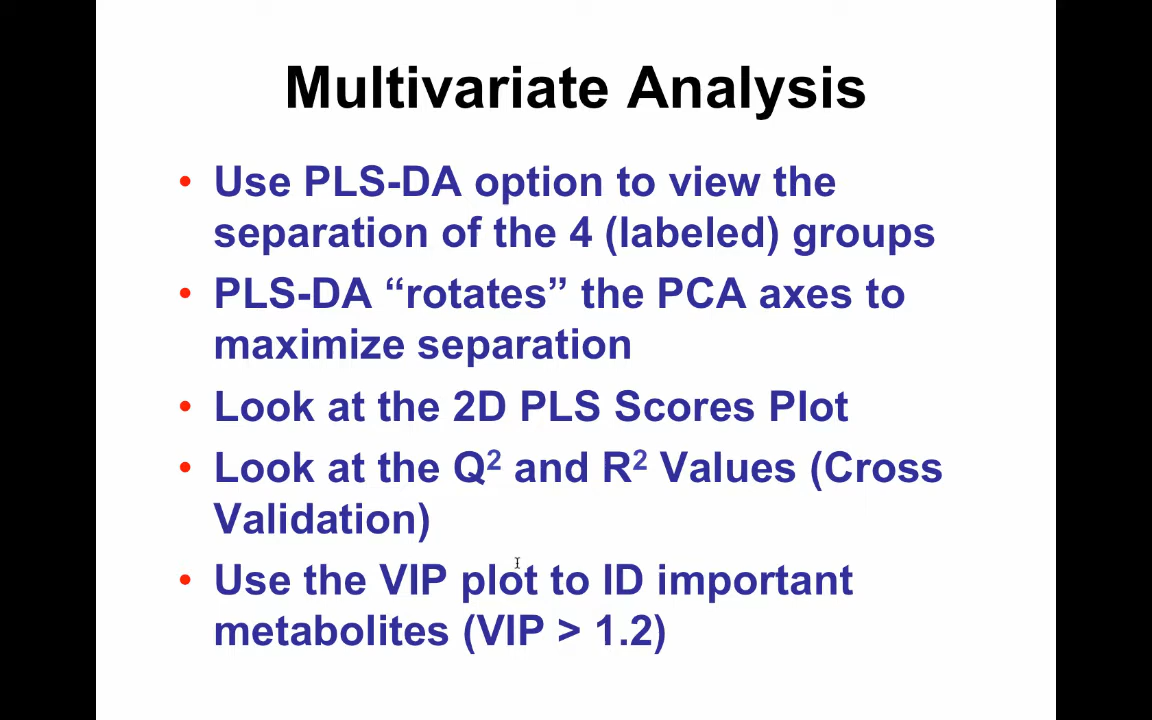 Multivariate Analysis
• Use PLS-DA option to view the
separation of the 4 (labeled) groups
• PLS-DA “rotates” the PCA axes to
maximize separation
• Look at the 2D PLS Scores Plot
• Look at the Q² and R² Values (Cross
Validation)
• Use the VIP plot to ID important
metabolites (VIP > 1.2)